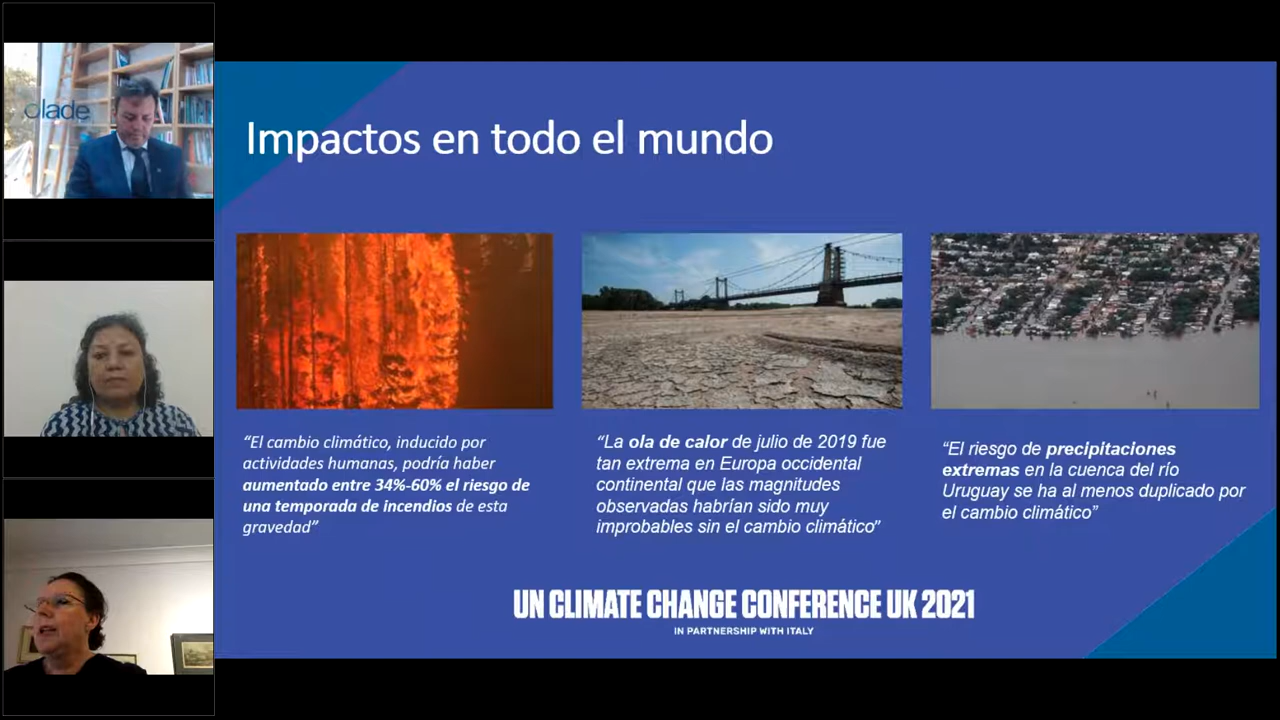 olade
Impactos en todo el mundo
“El cambio climático, inducido por
actividades humanas, podría haber
aumentado entre 34%-60% el riesgo de
una temporada de incendios de esta
gravedad”
“La ola de calor de julio de 2019 fue
tan extrema en Europa occidental
continental que las magnitudes
observadas habrían sido muy
improbables sin el cambio climático”
“El riesgo de precipitaciones
extremas en la cuenca del río
Uruguay se ha al menos duplicado por
el cambio climático”
UN CLIMATE CHANGE CONFERENCE UK 2021
IN PARTNERSHIP WITH ITALY